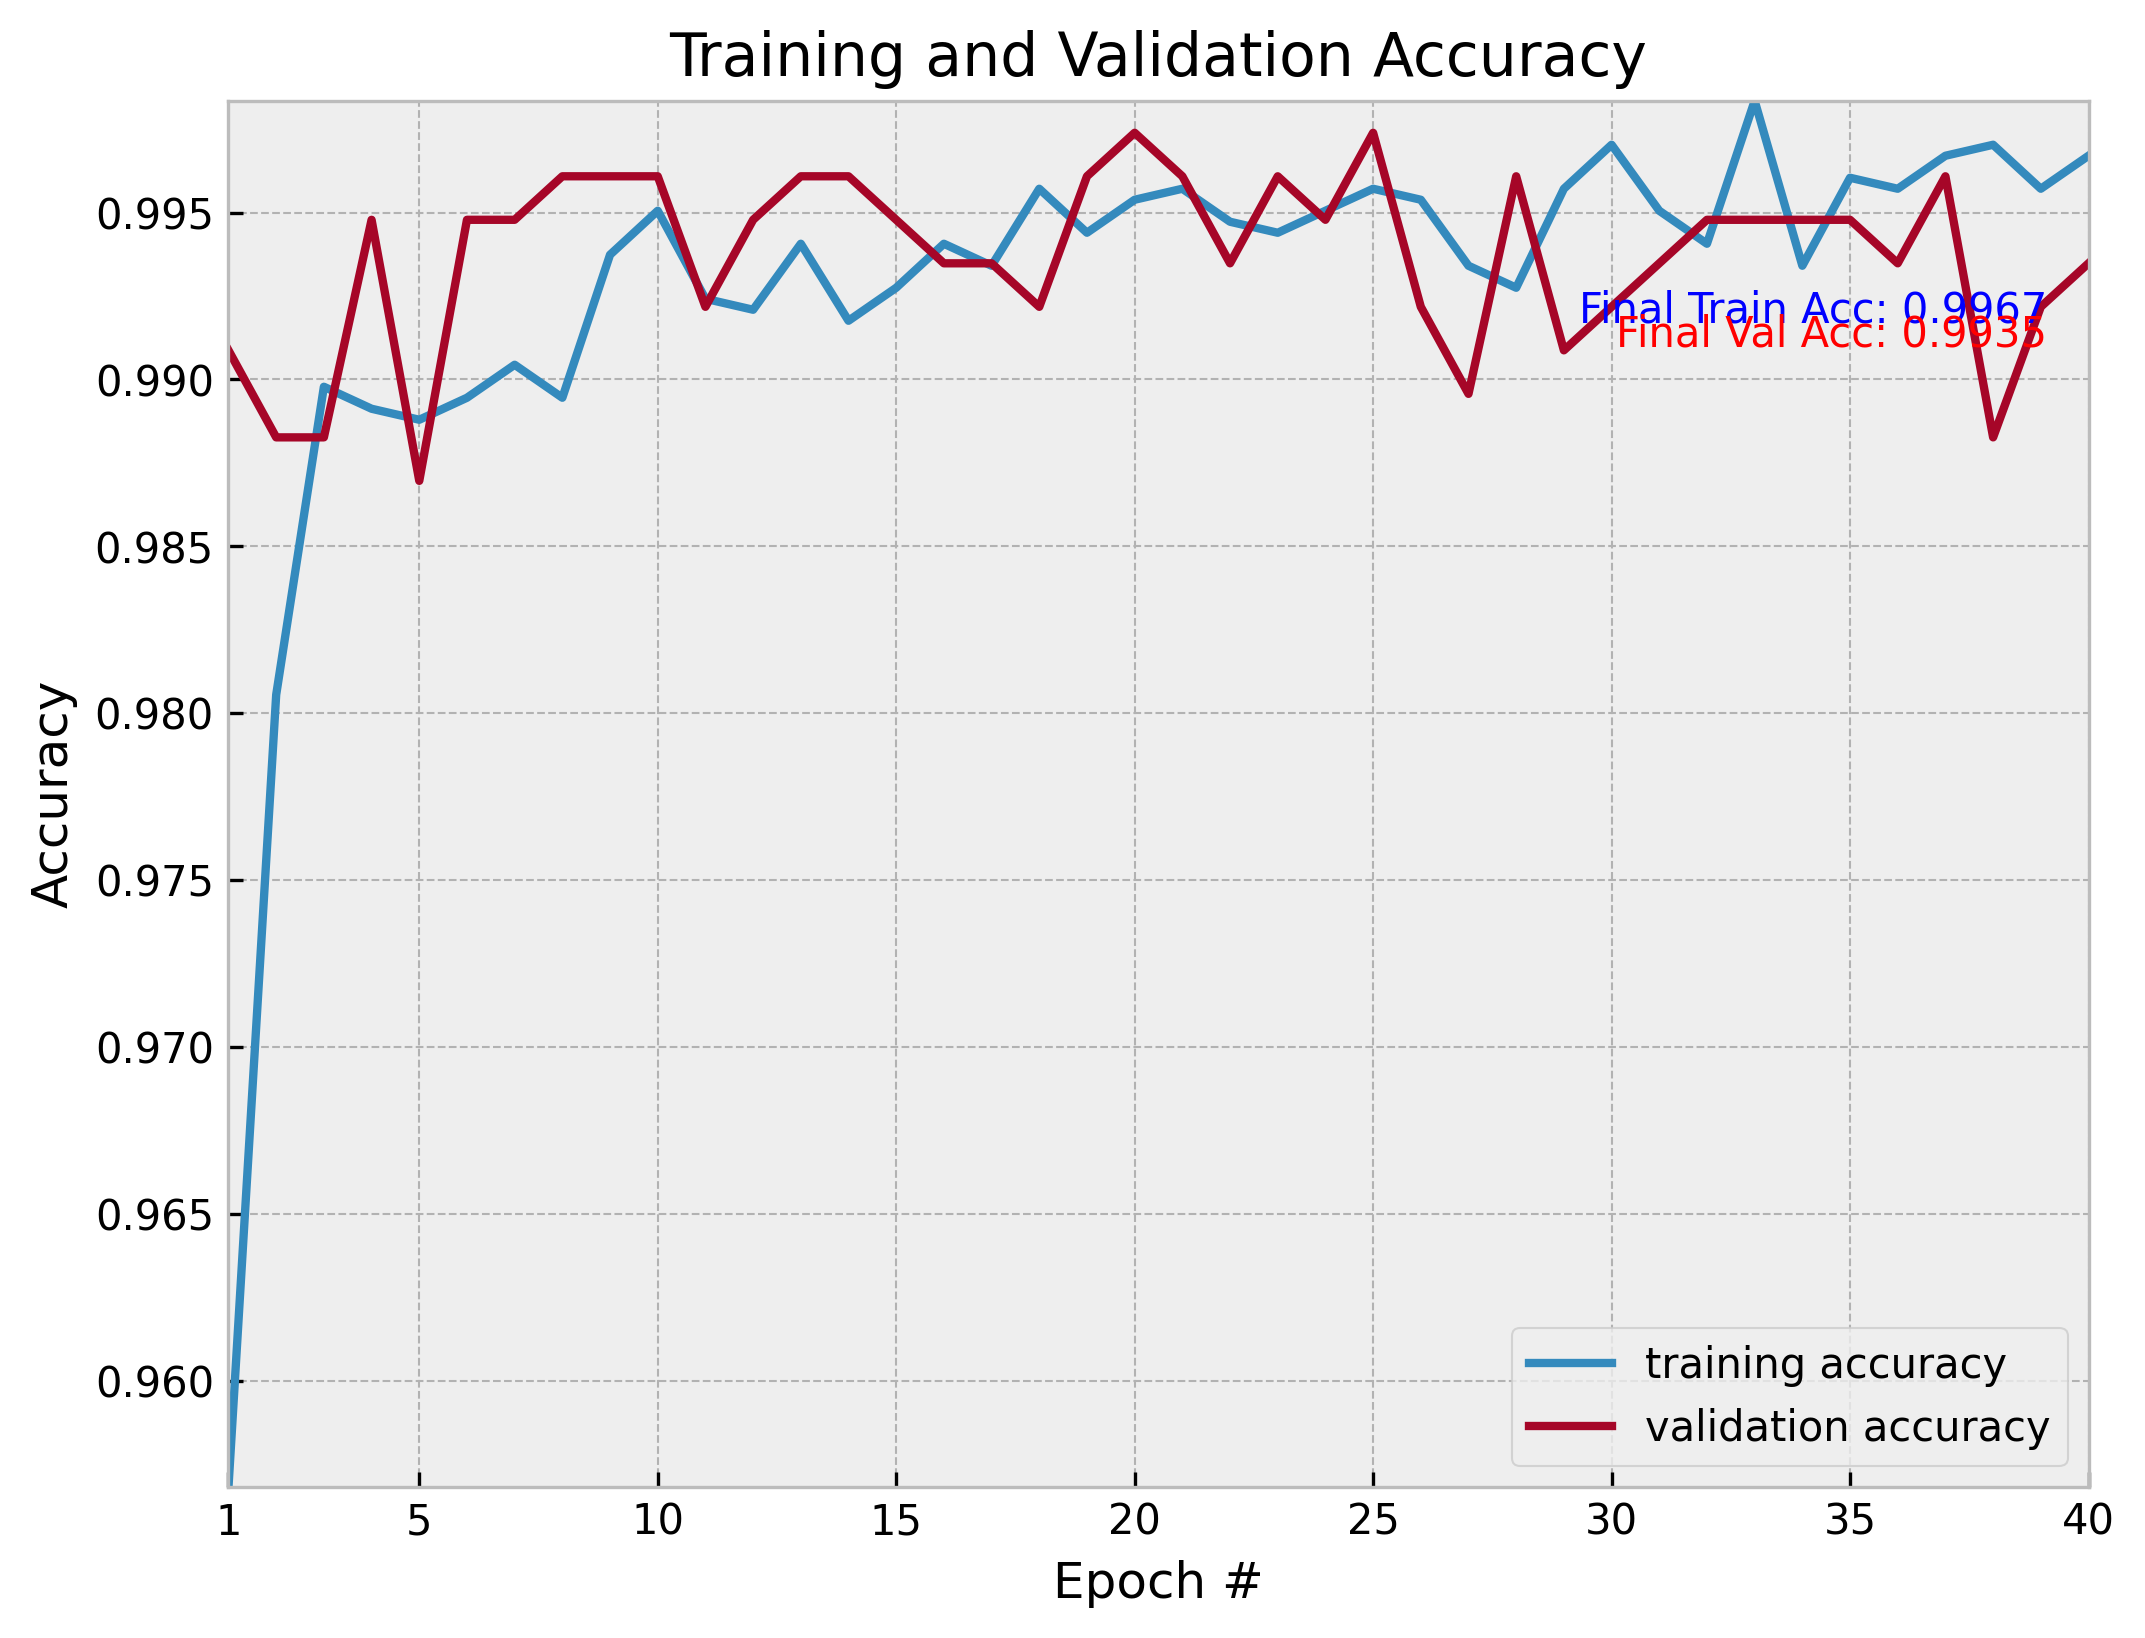 Training and Validation Accuracy
Accuracy
0.995
0.990
0.985
0.980
0.975
0.970
0.965
0.960
Final Train Acc: 0.9967
Final Val Acc: 0.9935
training accuracy
validation accuracy
1 5 10 15 20 25 30 35 40
Epoch #